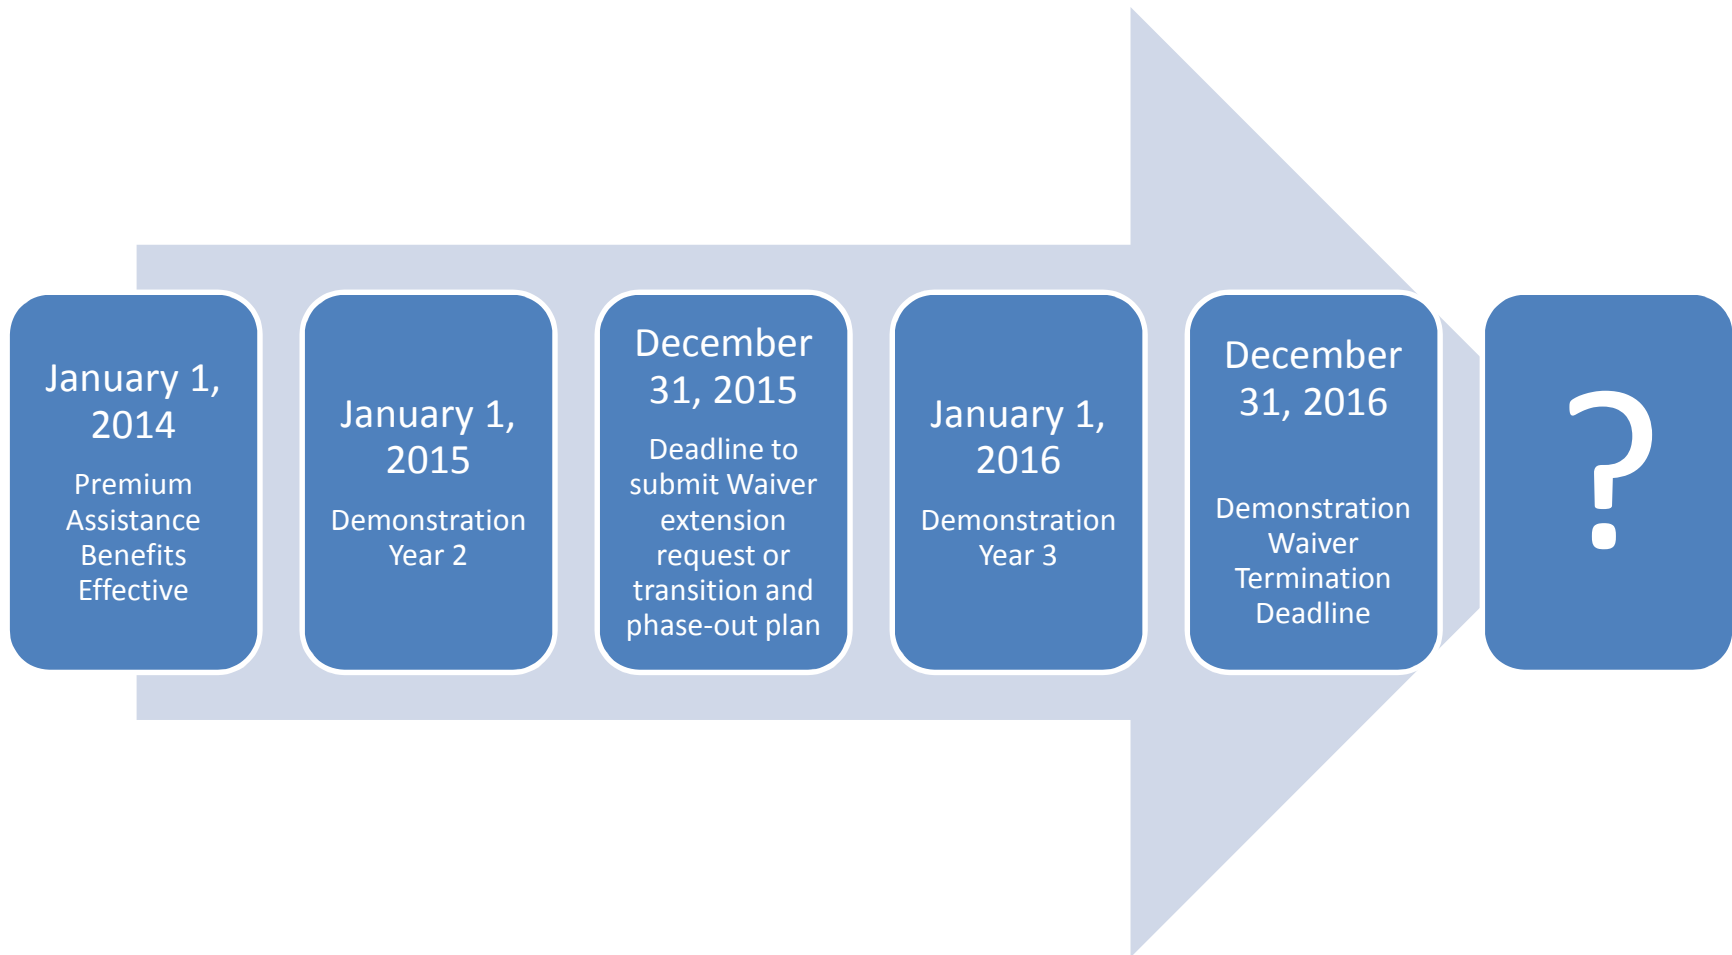 January 1,
2014
Premium
Assistance
Benefits
Effective
January 1,
2015
Demonstration
Year 2
December
31, 2015
Deadline to
submit Waiver
extension
request or
transition and
phase-out plan
January 1,
2016
Demonstration
Year 3
December
31, 2016
Demonstration
Waiver
Termination
Deadline
?